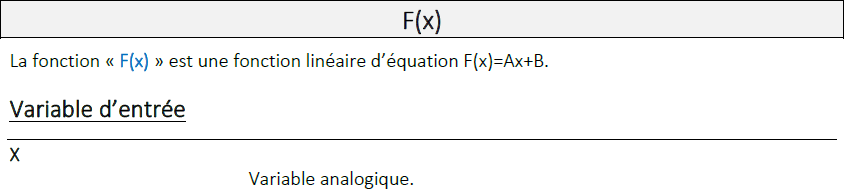 F(x)
La fonction « F(x) » est une fonction linéaire d’équation F(x)=Ax+B.
Variable d’entrée
X
Variable analogique.